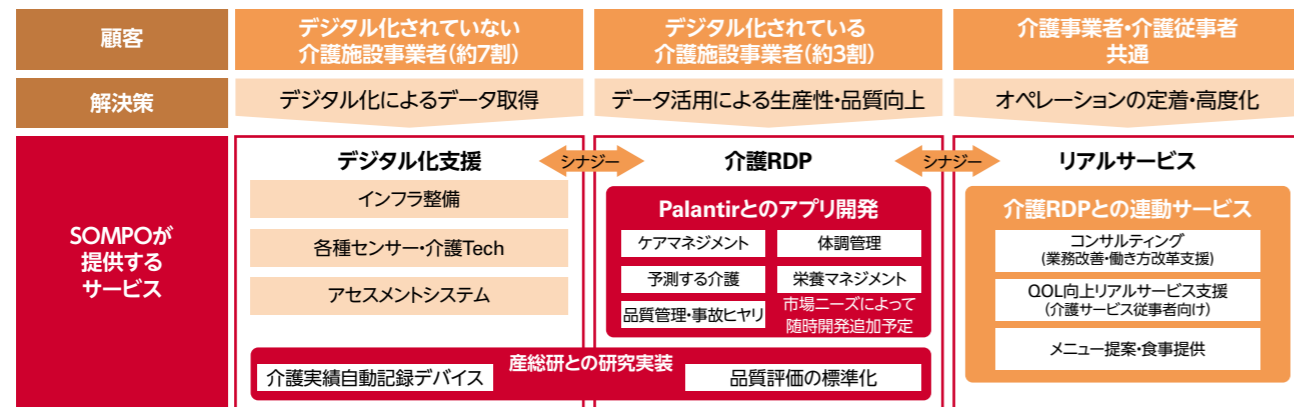 顧客
デジタル化されていない
介護施設事業者(約7割)
デジタル化されている
介護施設事業者(約3割)
介護事業者・介護従事者
共通
解決策
デジタル化によるデータ取得
データ活用による生産性・品質向上
オペレーションの定着・高度化
SOMPOが
提供する
サービス
デジタル化支援
シナジー
介護RDP
シナジー
リアルサービス
インフラ整備
各種センサー・介護Tech
アセスメントシステム
Palantirとのアプリ開発
ケアマネジメント
体調管理
予測する介護
栄養マネジメント
品質管理・事故ヒヤリ
市場ニーズによって
随時開発追加予定
介護RDPとの連動サービス
コンサルティング
(業務改善・働き方改革支援)
QOL向上リアルサービス支援
(介護サービス従事者向け)
メニュー提案・食事提供
産総研との研究実装
介護実績自動記録デバイス
品質評価の標準化